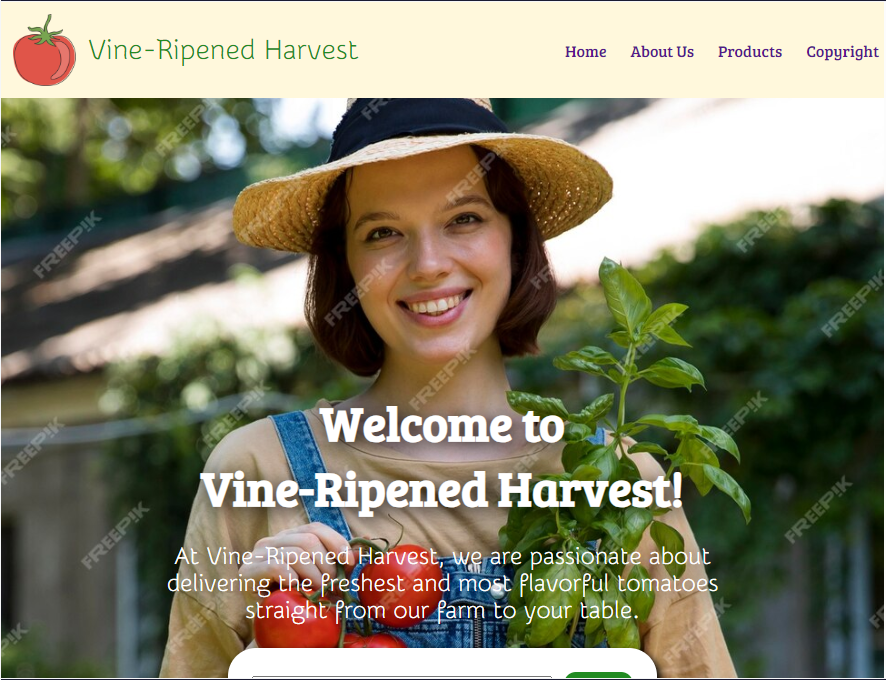 Vine-Ripened Harvest
Home About Us Products Copyright
Welcome to
Vine-Ripened Harvest!
At Vine-Ripened Harvest, we are passionate about
delivering the freshest and most flavorful tomatoes
straight from our farm to your table.
FREEPIK